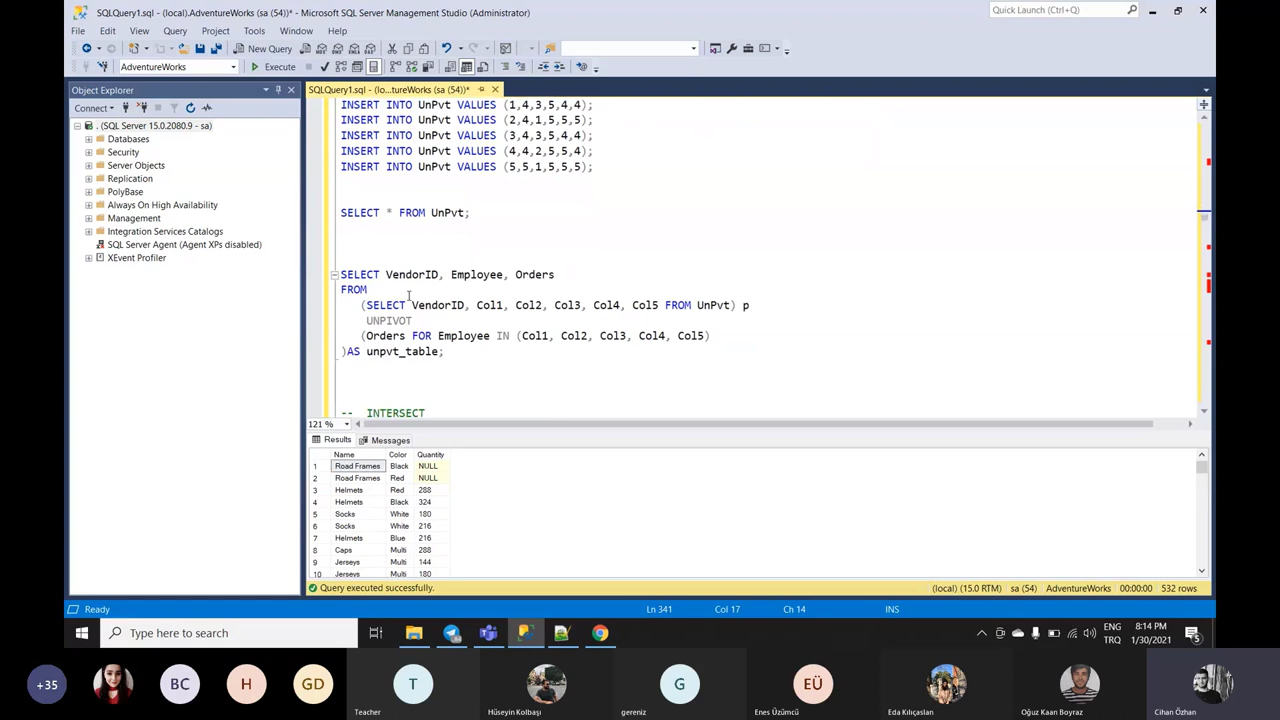 SQLQuery1.sql - (local).AdventureWorks (sa (54))* - Microsoft SQL Server Management Studio (Administrator)
Quick Launch (Ctrl+Q)
File Edit View Query Project Tools Window Help
New Query
AdventureWorks Execute
Object Explorer
SQLQuery1.sql - (lo...tureWorks (sa (54))*
Connect
. (SQL Server 15.0.2080.9 - sa)
Databases
Security
Server Objects
Replication
PolyBase
Always On High Availability
Management
Integration Services Catalogs
SQL Server Agent (Agent XPs disabled)
XEvent Profiler
INSERT INTO UnPvt VALUES (1,4,3,5,4,4);
INSERT INTO UnPvt VALUES (2,4,1,5,5,5);
INSERT INTO UnPvt VALUES (3,4,3,5,4,4);
INSERT INTO UnPvt VALUES (4,4,2,5,5,4);
INSERT INTO UnPvt VALUES (5,5,1,5,5,5);
SELECT * FROM UnPvt;
SELECT VendorID, Employee, Orders
FROM
(SELECT VendorID, Col1, Col2, Col3, Col4, Col5 FROM UnPvt) p
UNPIVOT
(Orders FOR Employee IN (Col1, Col2, Col3, Col4, Col5)
)AS unpvt_table;
-- INTERSECT
121 %
Results Messages
Name Color Quantity
1 Road Frames Black NULL
2 Road Frames Red NULL
3 Helmets Red 288
4 Helmets Black 324
5 Socks White 180
6 Socks White 216
7 Helmets Blue 216
8 Caps Multi 288
9 Jerseys Multi 144
10 Jerseys Multi 180
Query executed successfully. (local) (15.0 RTM) sa (54) AdventureWorks 00:00:00 532 rows
Ready Ln 341 Col 17 Ch 14 INS
Type here to search
ENG 8:14 PM
TRQ 1/30/2021
5
+35 BC H GD T G EÜ
Teacher Hüseyin Kolbaşı gereniz Enes Üzümcü Eda Kılıçaslan Oğuz Kaan Boyraz Cihan Özhan